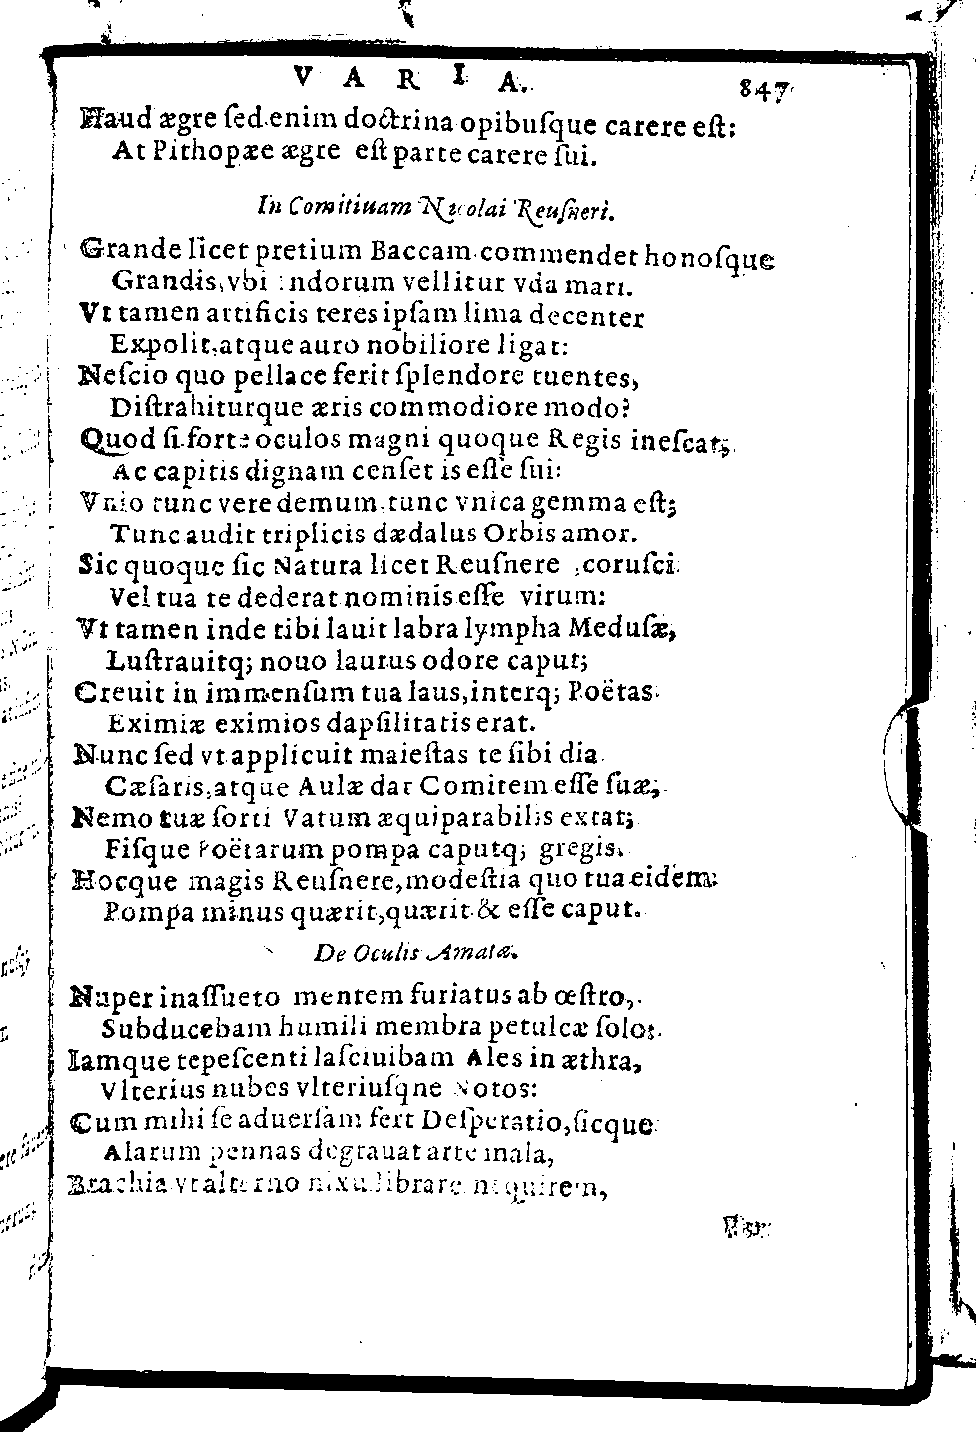 VARIA. 847
Haud ægre ſed enim doctrina opibuſque carere eſt:
At Pithopæe ægre eſt parte carere ſui.
In Comitiuam Nicolai Reuſneri.
Grande licet pretium Baccam commendet honoſque
Grandis, vbi Indorum vellitur vda mari.
Vt tamen artificis teres ipſam lima decenter
Expolit, atque auro nobiliore ligat:
Neſcio quo pellace ferit ſplendore tuentes,
Diſtrahiturque æris commodiore modo?
Quod ſi forte oculos magni quoque Regis ineſcat;
Ac capitis dignam cenſet is eſſe ſui:
Vnio tunc vere demum, tunc vnica gemma eſt;
Tunc audit triplicis dædalus Orbis amor.
Sic quoque ſic Natura licet Reuſnere, coruſci
Vel tua te dederat nominis eſſe virum:
Vt tamen inde tibi lauit labra lympha Meduſæ,
Luſtrauitq; nouo laurus odore caput;
Creuit in immenſum tua laus, interq; Poëtas
Eximiæ eximios dapſilitatis erat.
Nunc ſed vt applicuit maieſtas te ſibi dia
Cæſaris, atque Aulæ dat Comitem eſſe ſuæ;
Nemo tuæ ſorti Vatum æquiparabilis extat;
Fiſque Poëtarum pompa caputq; gregis.
Hocque magis Reuſnere, modeſtia quo tua eidem
Pompa minus quærit, quærit & eſſe caput.
De Oculis Amatæ.
Nuper inaſſueto mentem furiatus ab œſtro,
Subducebam humili membra petulcæ ſolo;
Iamque tepeſcenti laſciuibam Ales in æthra,
Vlterius nubes vlteriuſqne Notos:
Cum mihi ſe aduerſam fert Deſperatio, ſicque
Alarum pennas degrauat arte mala,
Brachia vt alterno nixu librare nequirem,